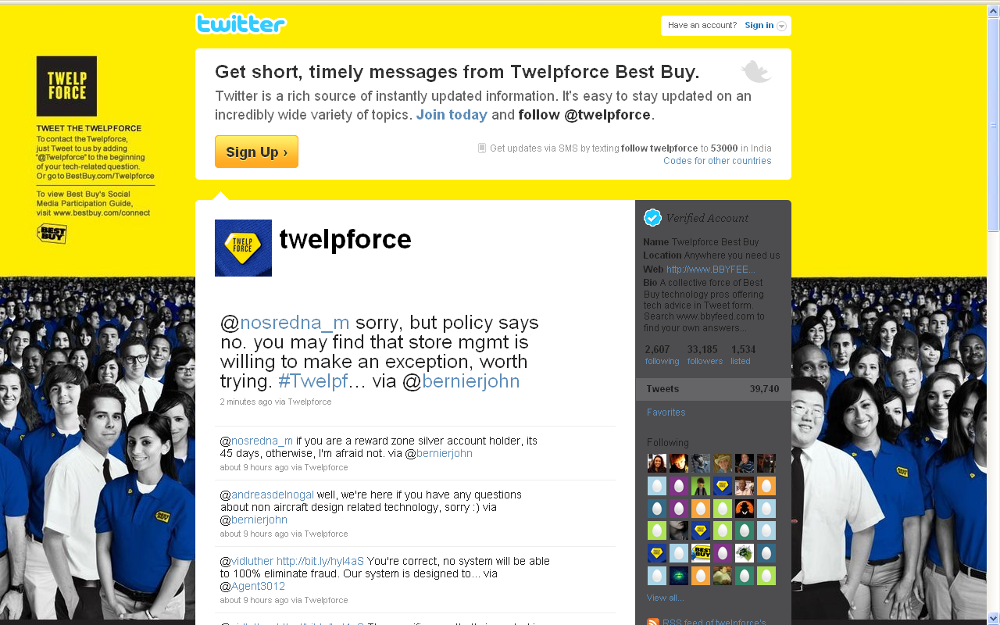 twitter
Have an account? Sign in
TWELP
FORCE
TWEET THE TWELPFORCE
To contact the Twelpforce,
just Tweet to us by adding
"@Twelpforce" to the beginning
of your tech-related question.
Or go to BestBuy.com/Twelpforce
To view Best Buy's Social
Media Participation Guide,
visit www.bestbuy.com/connect
BEST
BUY
Get short, timely messages from Twelpforce Best Buy.
Twitter is a rich source of instantly updated information. It's easy to stay updated on an
incredibly wide variety of topics. Join today and follow @twelpforce.
Sign Up ›
Get updates via SMS by texting follow twelpforce to 53000 in India
Codes for other countries
TWELP
FORCE
twelpforce
@nosredna_m sorry, but policy says
no. you may find that store mgmt is
willing to make an exception, worth
trying. #Twelpf... via @bernierjohn
2 minutes ago via Twelpforce
@nosredna_m if you are a reward zone silver account holder, its
45 days, otherwise, I'm afraid not. via @bernierjohn
about 9 hours ago via Twelpforce
@andreasdelnogal well, we're here if you have any questions
about non aircraft design related technology, sorry :) via
@bernierjohn
about 9 hours ago via Twelpforce
@vidluther http://bit.ly/hyl4aS You're correct, no system will be able
to 100% eliminate fraud. Our system is designed to... via
@Agent3012
about 9 hours ago via Twelpforce
Verified Account
Name Twelpforce Best Buy
Location Anywhere you need us
Web http://www.BBYFEE...
Bio A collective force of Best
Buy technology pros offering
tech advice in Tweet form.
Search www.bbyfeed.com to
find your own answers...
2,607 33,185 1,534
following followers listed
Tweets 39,740
Favorites
Following
View all...
RSS feed of twelpforce's